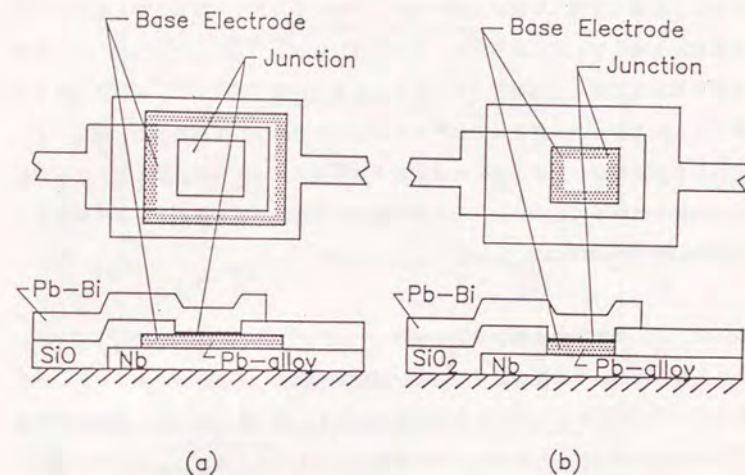 Base Electrode
Junction
Pb-Bi
SiO
Nb
Pb-alloy
(a)
Base Electrode
Junction
Pb-Bi
SiO₂
Nb
Pb-alloy
(b)